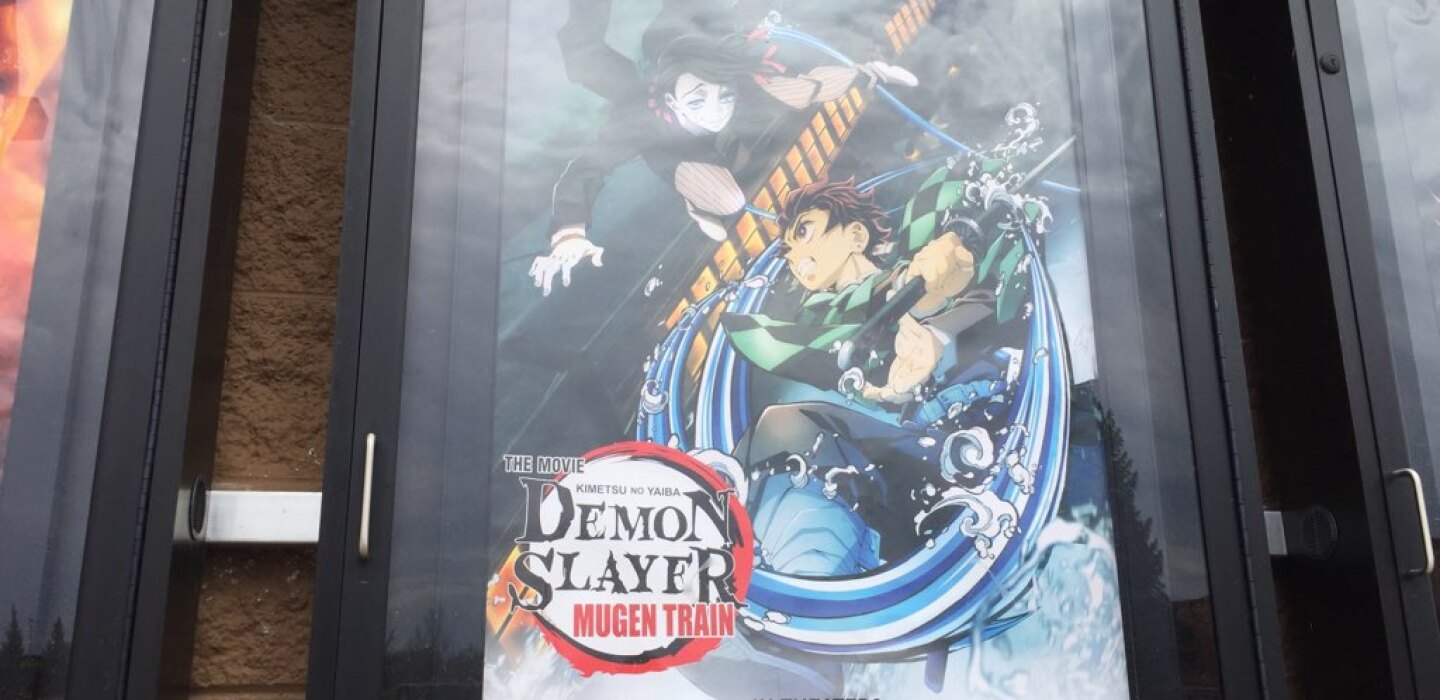 THE MOVIE
KIMETSU NO YAIBA
DEMON
SLAYER
MUGEN TRAIN